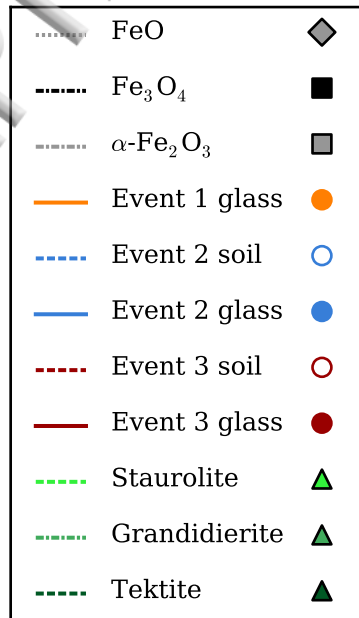 FeO
Fe₃O₄
α-Fe₂O₃
Event 1 glass
Event 2 soil
Event 2 glass
Event 3 soil
Event 3 glass
Staurolite
Grandidierite
Tektite